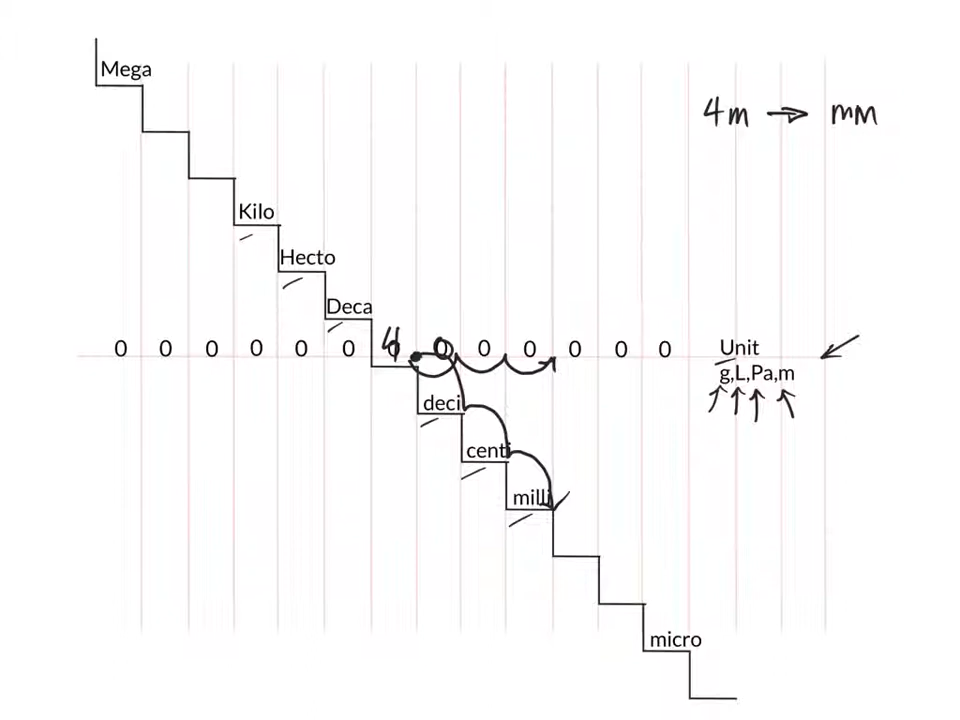 Mega
4m → mm
Kilo
Hecto
Deca
0 0 0 0 0 0 4 0 0 0 0 0 0 Unit
g,L,Pa,m
deci
centi
milli
micro